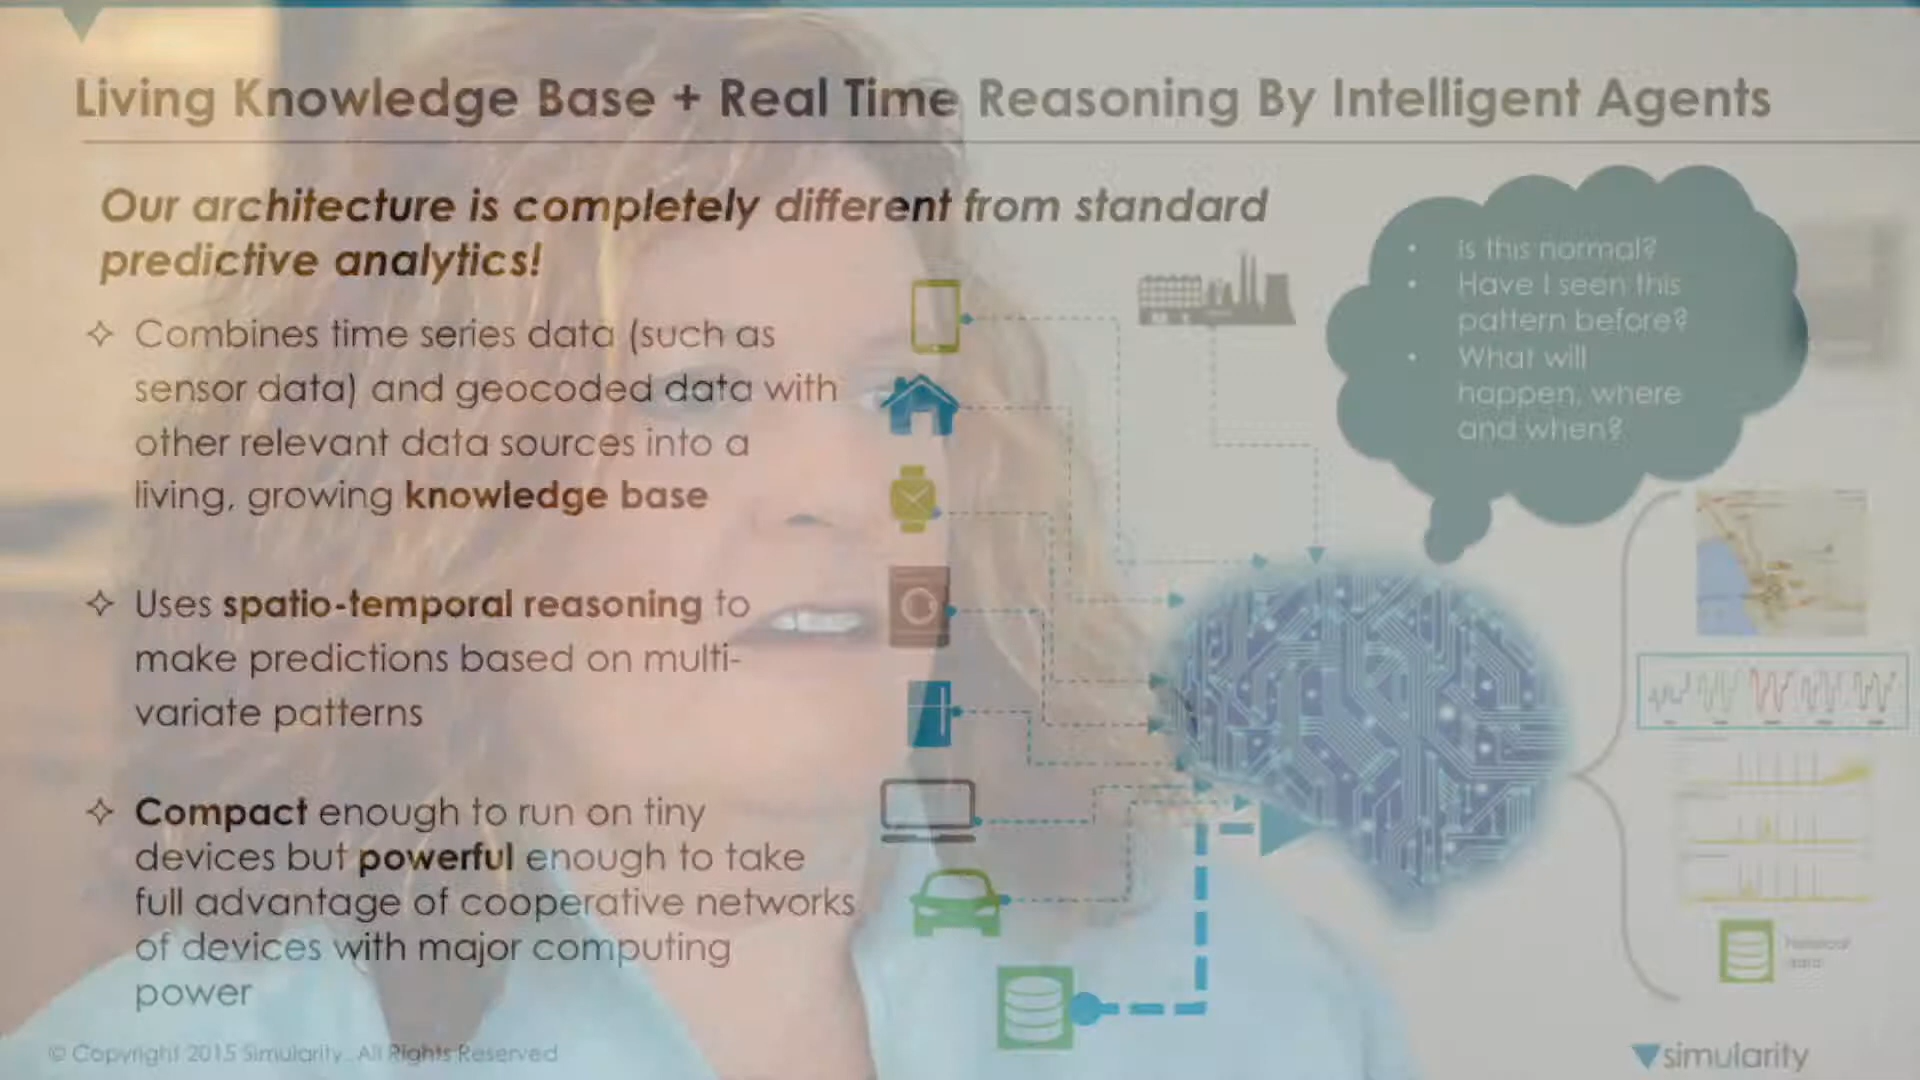 Living Knowledge Base + Real Time Reasoning By Intelligent Agents
Our architecture is completely different from standard
predictive analytics!
Combines time series data (such as
sensor data) and geocoded data with
other relevant data sources into a
living, growing knowledge base
Uses spatio-temporal reasoning to
make predictions based on multi-
variate patterns
Compact enough to run on tiny
devices but powerful enough to take
full advantage of cooperative networks
of devices with major computing
power
• Is this normal?
• Have I seen this
pattern before?
• What will
happen, where
and when?
© Copyright 2015 Simularity. All Rights Reserved
simularity